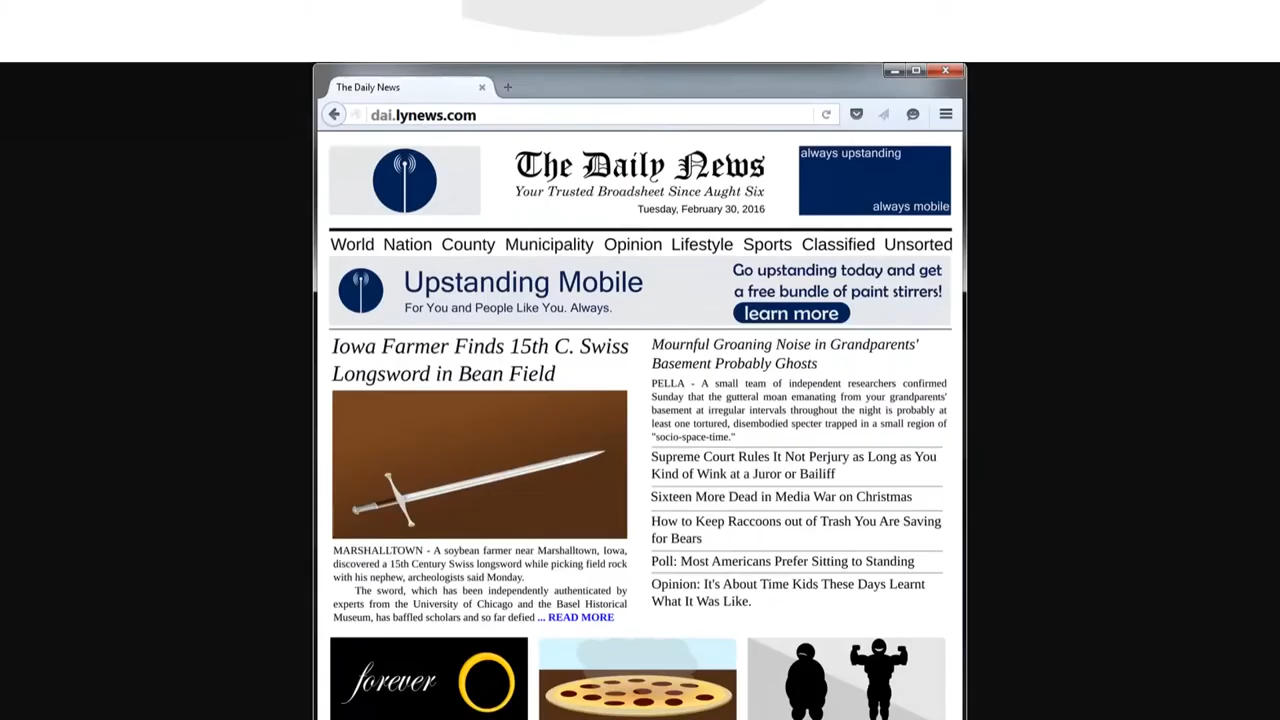 The Daily News
dai.lynews.com
The Daily News
Your Trusted Broadsheet Since Aught Six
Tuesday, February 30, 2016
always upstanding
always mobile
World Nation County Municipality Opinion Lifestyle Sports Classified Unsorted
Upstanding Mobile
For You and People Like You. Always.
Go upstanding today and get
a free bundle of paint stirrers!
learn more
Iowa Farmer Finds 15th C. Swiss
Longsword in Bean Field
MARSHALLTOWN - A soybean farmer near Marshalltown, Iowa,
discovered a 15th Century Swiss longsword while picking field rock
with his nephew, archeologists said Monday.
The sword, which has been independently authenticated by
experts from the University of Chicago and the Basel Historical
Museum, has baffled scholars and so far defied ... READ MORE
Mournful Groaning Noise in Grandparents'
Basement Probably Ghosts
PELLA - A small team of independent researchers confirmed
Sunday that the gutteral moan emanating from your grandparents'
basement at irregular intervals throughout the night is probably at
least one tortured, disembodied specter trapped in a small region of
"socio-space-time."
Supreme Court Rules It Not Perjury as Long as You
Kind of Wink at a Juror or Bailiff
Sixteen More Dead in Media War on Christmas
How to Keep Raccoons out of Trash You Are Saving
for Bears
Poll: Most Americans Prefer Sitting to Standing
Opinion: It's About Time Kids These Days Learnt
What It Was Like.
forever